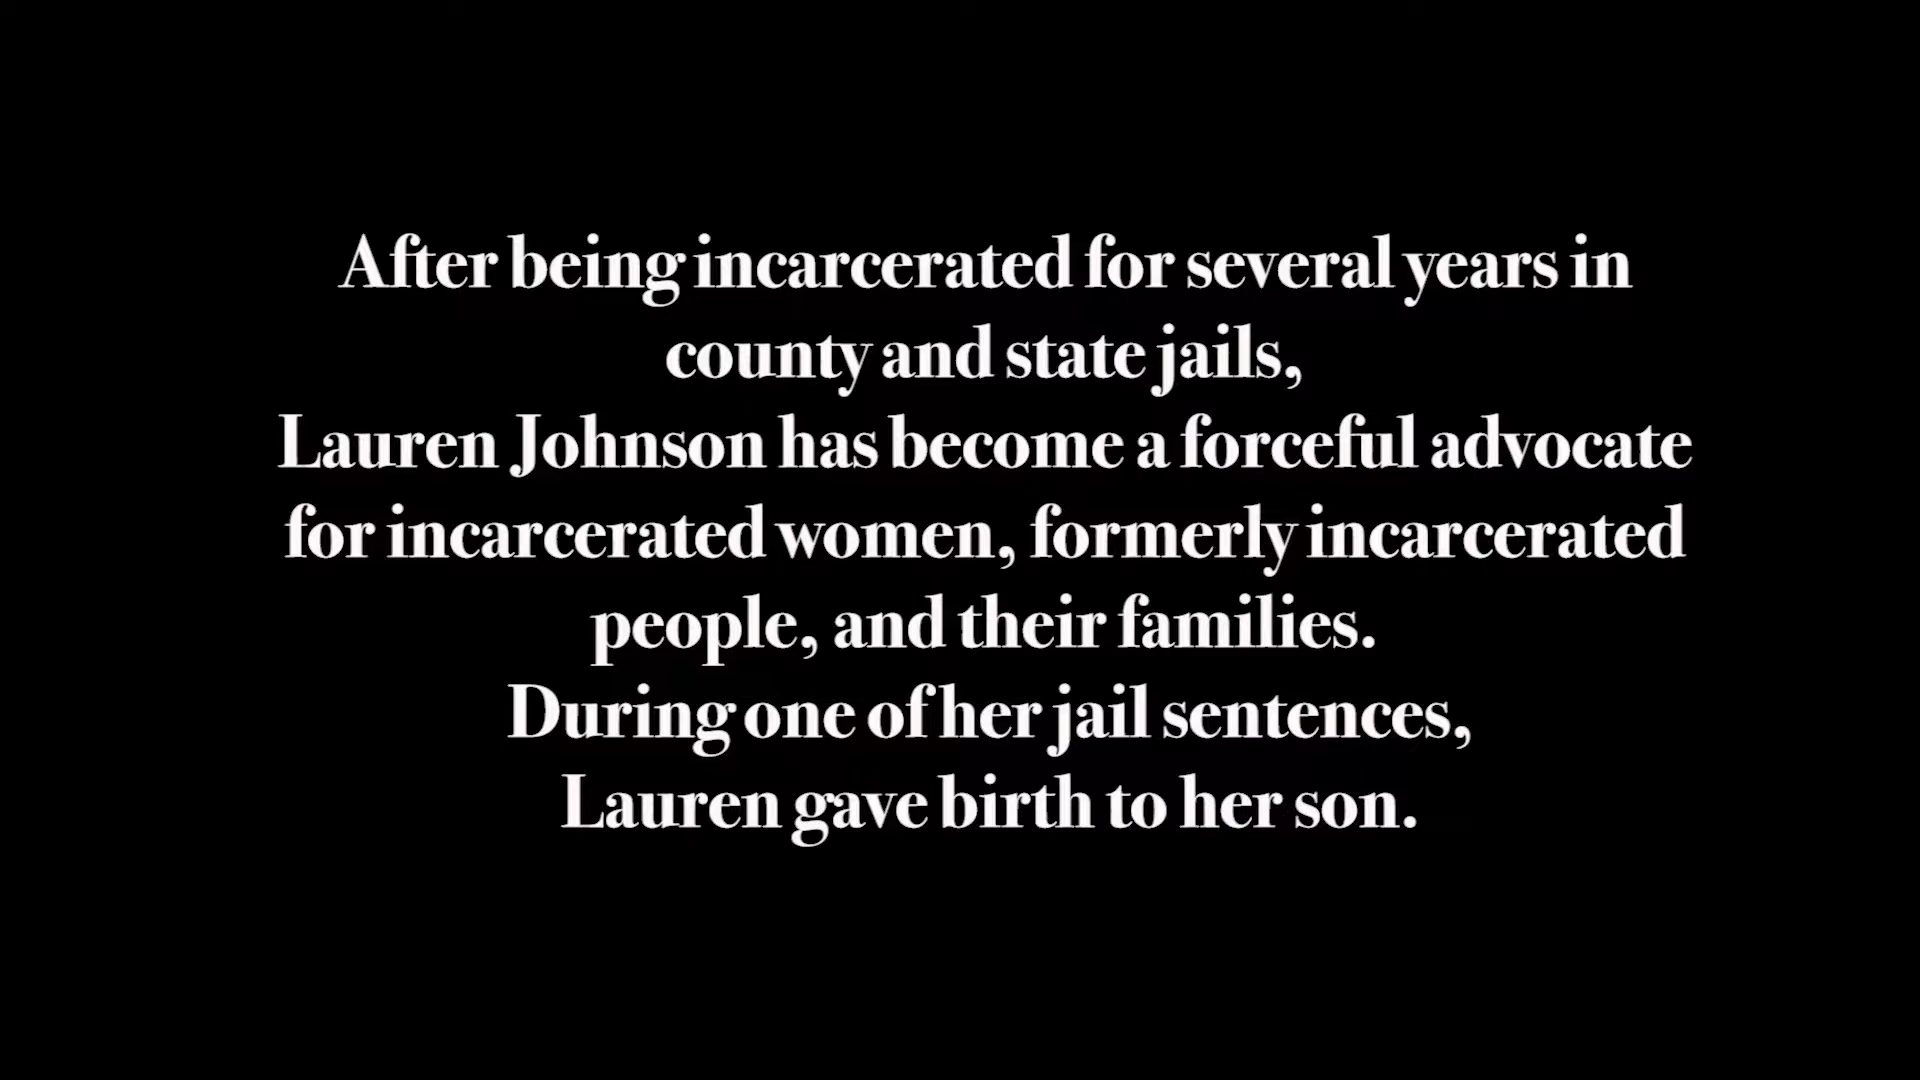 After being incarcerated for several years in
county and state jails,
Lauren Johnson has become a forceful advocate
for incarcerated women, formerly incarcerated
people, and their families.
During one of her jail sentences,
Lauren gave birth to her son.